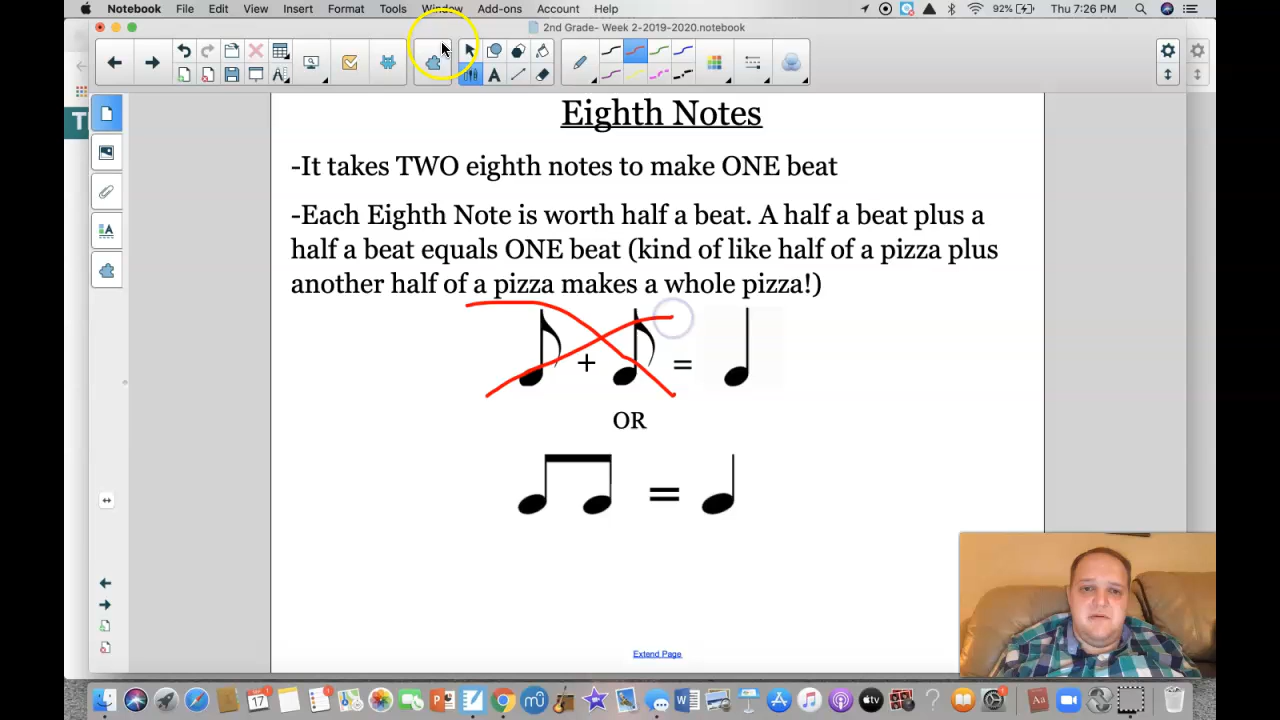 Notebook File Edit View Insert Format Tools Window Add-ons Account Help 92% Thu 7:26 PM
2nd Grade- Week 2-2019-2020.notebook
Eighth Notes
-It takes TWO eighth notes to make ONE beat
-Each Eighth Note is worth half a beat. A half a beat plus a
half a beat equals ONE beat (kind of like half of a pizza plus
another half of a pizza makes a whole pizza!)
+ =
OR
=
Extend Page